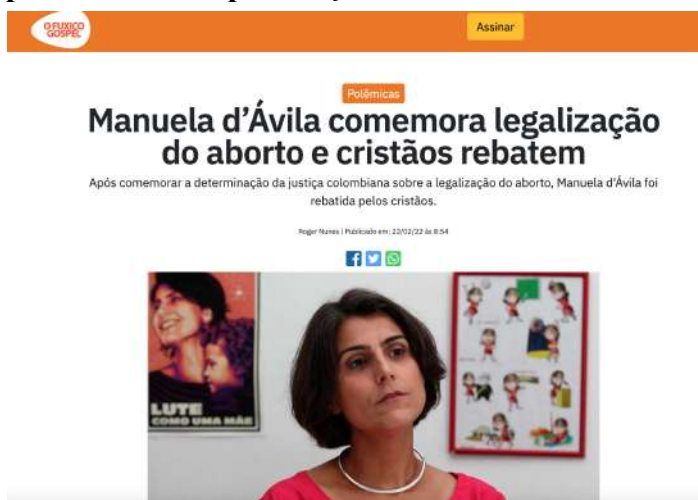 O FUXICO
GOSPEL
Assinar
Polêmicas
Manuela d'Ávila comemora legalização
do aborto e cristãos rebatem
Após comemorar a determinação da justiça colombiana sobre a legalização do aborto, Manuela d'Ávila foi
rebatida pelos cristãos.
Roger Nunes | Publicado em: 22/02/22 às 8:54
LUTE
COMO UMA MÃE